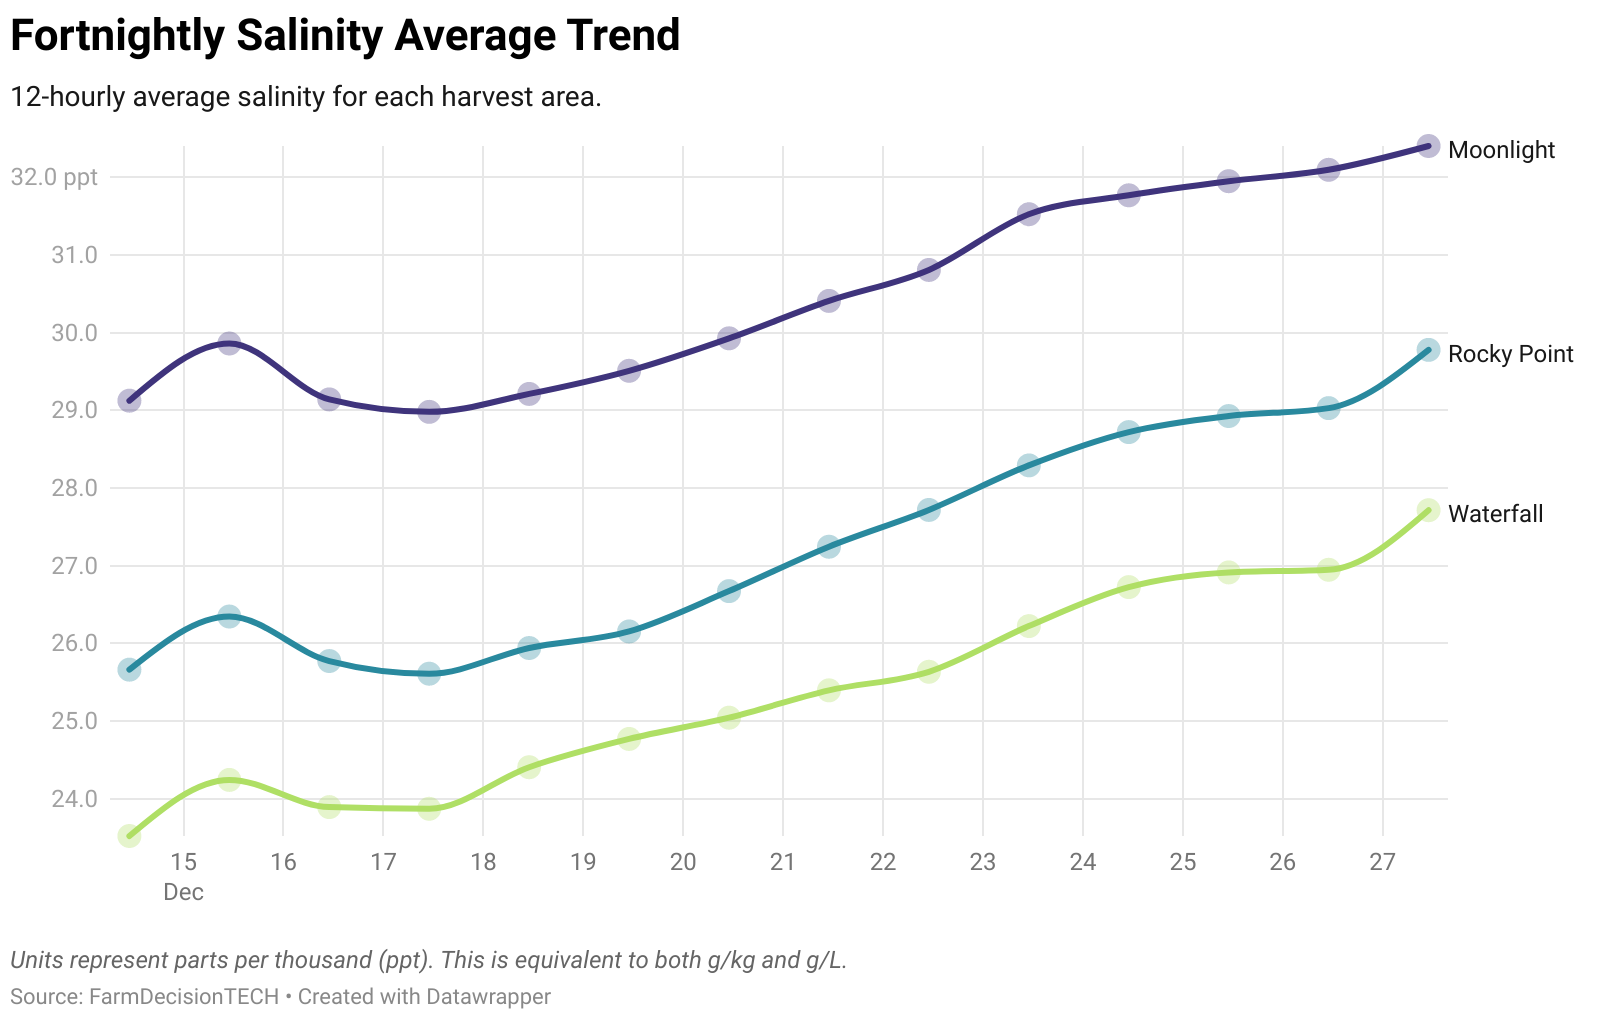 Fortnightly Salinity Average Trend
12-hourly average salinity for each harvest area.
Moonlight
32.0 ppt
31.0
30.0
Rocky Point
29.0
28.0
Waterfall
27.0
26.0
25.0
24.0
15 16 17 18 19 20 21 22 23 24 25 26 27
Dec
Units represent parts per thousand (ppt). This is equivalent to both g/kg and g/L.
Source: FarmDecisionTECH • Created with Datawrapper